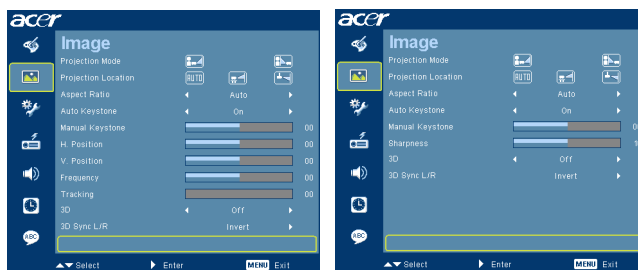 acer
Image
Projection Mode
Projection Location AUTO
Aspect Ratio Auto
Auto Keystone On
Manual Keystone 00
H. Position 00
V. Position 00
Frequency 00
Tracking 00
3D Off
3D Sync L/R Invert
ABC
Select Enter MENU Exit
acer
Image
Projection Mode
Projection Location AUTO
Aspect Ratio Auto
Auto Keystone On
Manual Keystone
Sharpness
3D Off
3D Sync L/R Invert
ABC
Select Enter MENU Exit